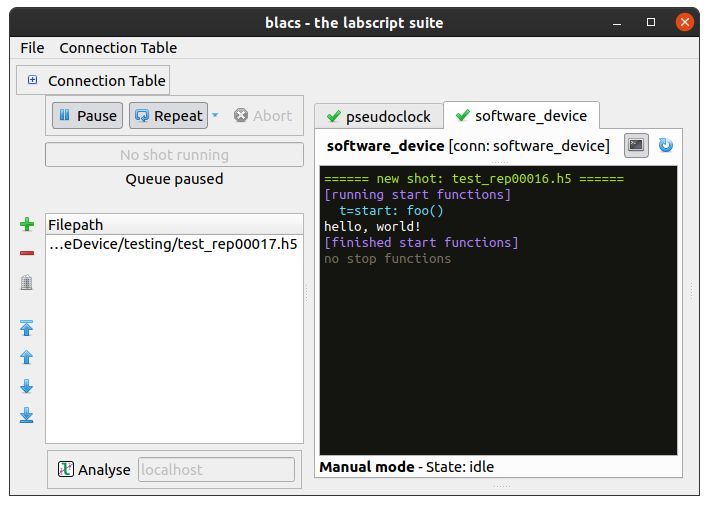 blacs - the labscript suite
File Connection Table
Connection Table
Pause Repeat Abort
No shot running
Queue paused
Filepath
...eDevice/testing/test_rep00017.h5
Analyse localhost
pseudoclock software_device
software_device [conn: software_device]
====== new shot: test_rep00016.h5 ======
[running start functions]
t=start: foo()
hello, world!
[finished start functions]
no stop functions
Manual mode - State: idle